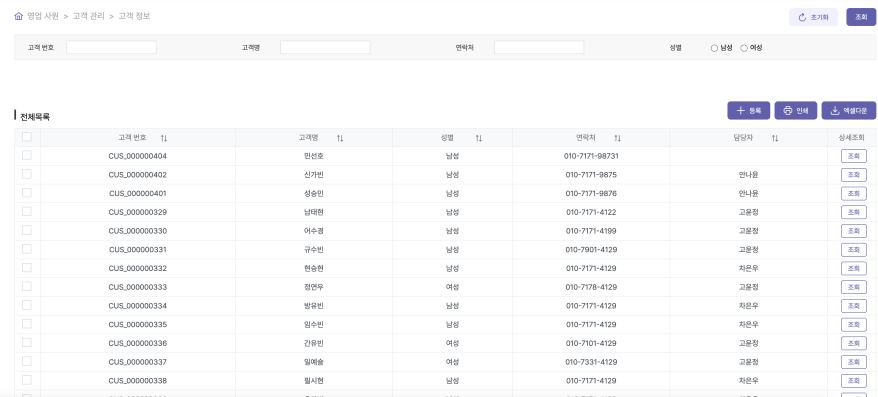 영업 사원 > 고객 관리 > 고객 정보
초기화 조회
고객 번호 고객명 연락처 성별 남성 여성
전체목록
등록 인쇄 엑셀다운
고객 번호 고객명 성별 연락처 담당자 상세조회
CUS_000000404 민선호 남성 010-7171-98731 조회
CUS_000000402 신가빈 남성 010-7171-9875 안나윤 조회
CUS_000000401 성승민 남성 010-7171-9876 안나윤 조회
CUS_000000329 남태현 남성 010-7171-4122 고윤정 조회
CUS_000000330 어수경 남성 010-7171-4199 고윤정 조회
CUS_000000331 규수빈 남성 010-7901-4129 고윤정 조회
CUS_000000332 현승현 남성 010-7171-4129 차은우 조회
CUS_000000333 정연우 여성 010-7178-4129 고윤정 조회
CUS_000000334 방유빈 남성 010-7171-4129 차은우 조회
CUS_000000335 임수빈 남성 010-7171-4129 차은우 조회
CUS_000000336 간유빈 여성 010-7101-4129 고윤정 조회
CUS_000000337 일예슬 여성 010-7331-4129 고윤정 조회
CUS_000000338 필시현 남성 010-7171-4129 차은우 조회